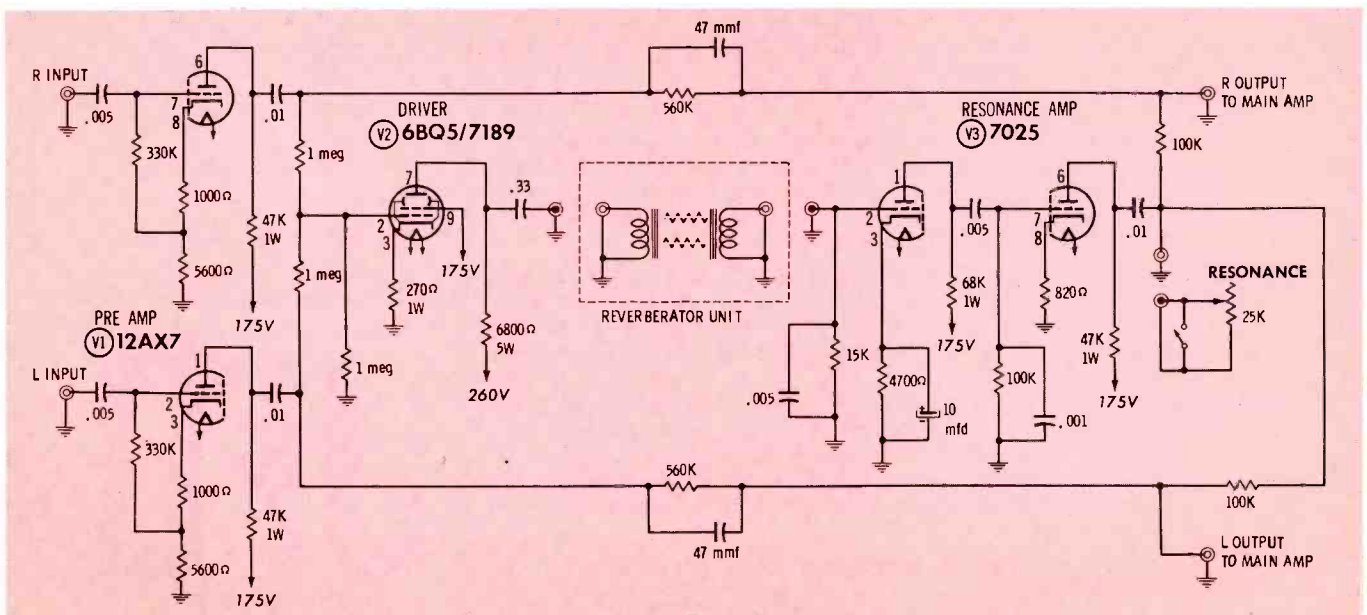 47 mmf
R INPUT
6
7
8
.005
.01
560K
R OUTPUT
TO MAIN AMP
DRIVER
V2 6BQ5/7189
RESONANCE AMP
V3 7025
330K
1 meg
100K
1000Ω
47K
1W
7
2
3
9
.33
1
2
3
.005
6
7
8
.01
5600Ω
175V
1 meg
270Ω
1W
175V
6800Ω
5W
260V
REVERBERATOR UNIT
68K
1W
175V
820Ω
47K
1W
175V
RESONANCE
25K
PRE AMP
V1 12AX7
1 meg
15K
.005
4700Ω
+
10
mfd
100K
.001
L INPUT
.005
1
2
3
.01
330K
1000Ω
47K
1W
5600Ω
175V
560K
47 mmf
100K
L OUTPUT
TO MAIN AMP